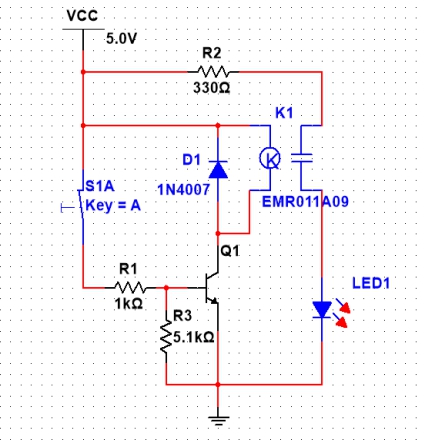 VCC
5.0V
R2
330Ω
K1
K
D1
1N4007
EMR011A09
S1A
Key = A
Q1
R1
1kΩ
R3
5.1kΩ
LED1